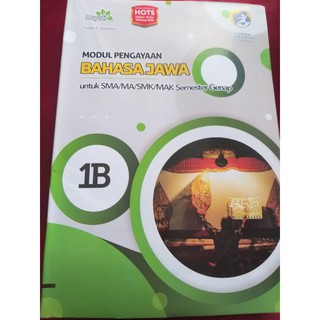 HOTS
MODUL PENGAYAAN
BAHASA JAWA
untuk SMA/MA/SMK/MAK Semester Genap
1B